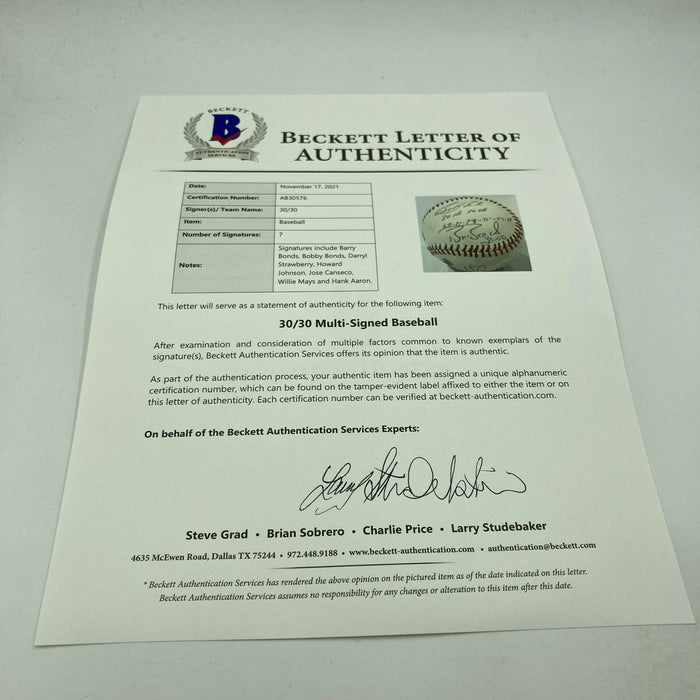 BECKETT
B
AUTHENTICATION
SERVICES
BECKETT LETTER OF
AUTHENTICITY
Date: November 17, 2021
Certification Number: AB30576
Signer(s)/ Team Name: 30/30
Item: Baseball
Number of Signatures: 7
Notes: Signatures include Barry
Bonds, Bobby Bonds, Darryl
Strawberry, Howard
Johnson, Jose Canseco,
Willie Mays and Hank Aaron.
This letter will serve as a statement of authenticity for the following item:
30/30 Multi-Signed Baseball
After examination and consideration of multiple factors common to known exemplars of the
signature(s), Beckett Authentication Services offers its opinion that the item is authentic.
As part of the authentication process, your authentic item has been assigned a unique alphanumeric
certification number, which can be found on the tamper-evident label affixed to either the item or on
this letter of authenticity. Each certification number can be verified at beckett-authentication.com.
On behalf of the Beckett Authentication Services Experts:
Steve Grad • Brian Sobrero • Charlie Price • Larry Studebaker
4635 McEwen Road, Dallas TX 75244 • 972.448.9188 • www.beckett-authentication.com • authentication@beckett.com
* Beckett Authentication Services has rendered the above opinion on the pictured item as of the date indicated on this letter.
Beckett Authentication Services assumes no responsibility for any changes or alteration to this item after this date.